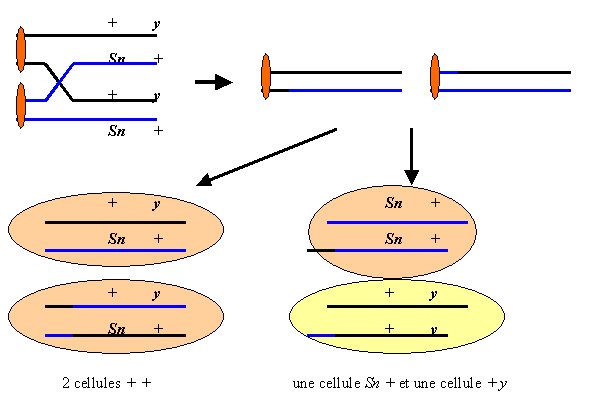 + y
Sn +
+ y
Sn +
+ y
Sn +
+ y
Sn +
Sn +
Sn +
+ y
+ y
2 cellules + +
une cellule Sn + et une cellule + y